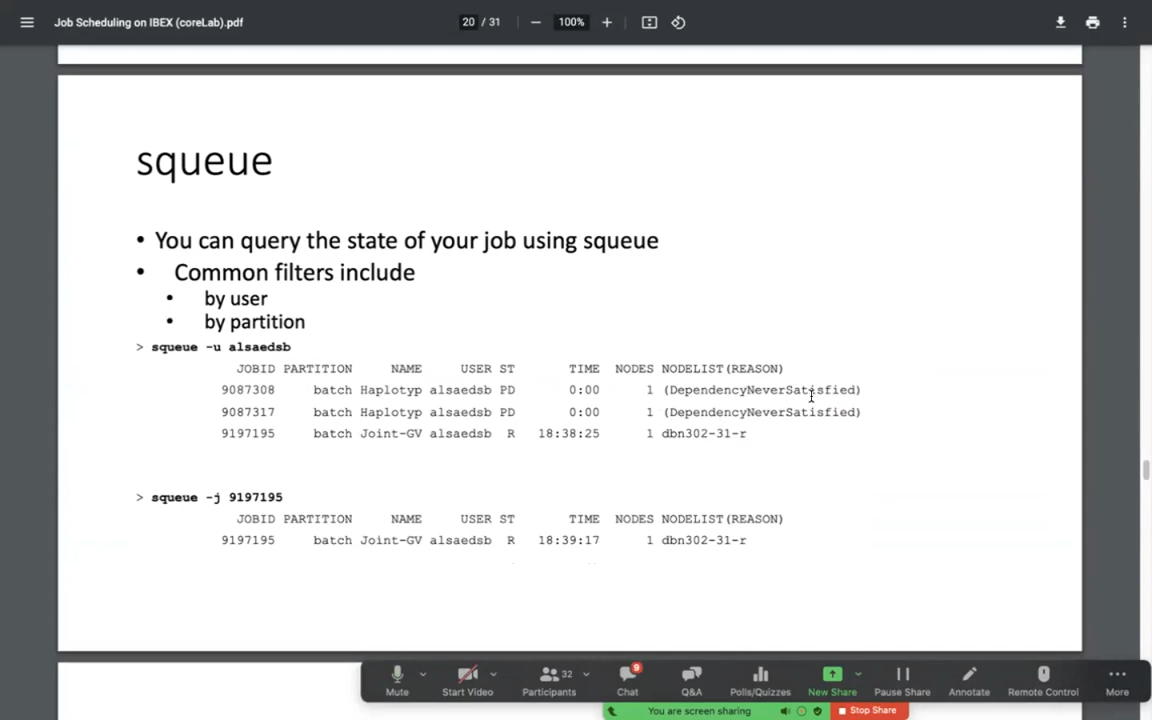 Job Scheduling on IBEX (coreLab).pdf
20 / 31
100%
squeue
• You can query the state of your job using squeue
• Common filters include
• by user
• by partition
> squeue -u alsaedsb
JOBID PARTITION NAME USER ST TIME NODES NODELIST(REASON)
9087308 batch Haplotyp alsaedsb PD 0:00 1 (DependencyNeverSatisfied)
9087317 batch Haplotyp alsaedsb PD 0:00 1 (DependencyNeverSatisfied)
9197195 batch Joint-GV alsaedsb R 18:38:25 1 dbn302-31-r
> squeue -j 9197195
JOBID PARTITION NAME USER ST TIME NODES NODELIST(REASON)
9197195 batch Joint-GV alsaedsb R 18:39:17 1 dbn302-31-r
32 9
Mute Start Video Participants Chat Q&A Polls/Quizzes New Share Pause Share Annotate Remote Control More
You are screen sharing Stop Share